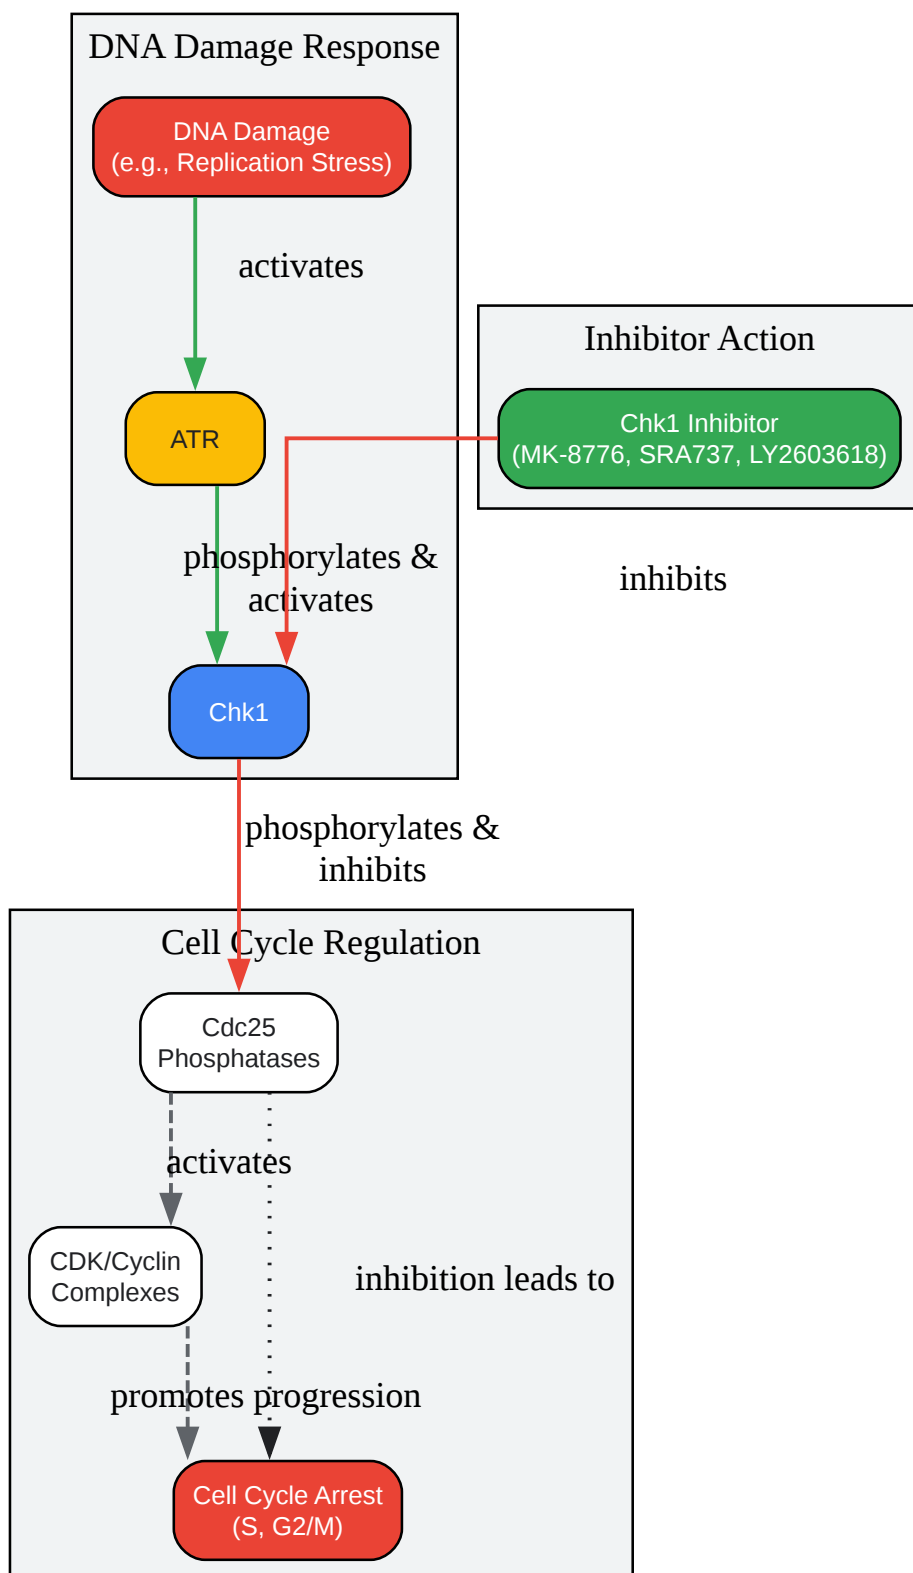 DNA Damage Response
DNA Damage
(e.g., Replication Stress)
activates
Inhibitor Action
Chk1 Inhibitor
(MK-8776, SRA737, LY2603618)
ATR
phosphorylates &
activates
inhibits
Chk1
phosphorylates &
inhibits
Cell Cycle Regulation
Cdc25
Phosphatases
activates
CDK/Cyclin
Complexes
inhibition leads to
promotes progression
Cell Cycle Arrest
(S, G2/M)